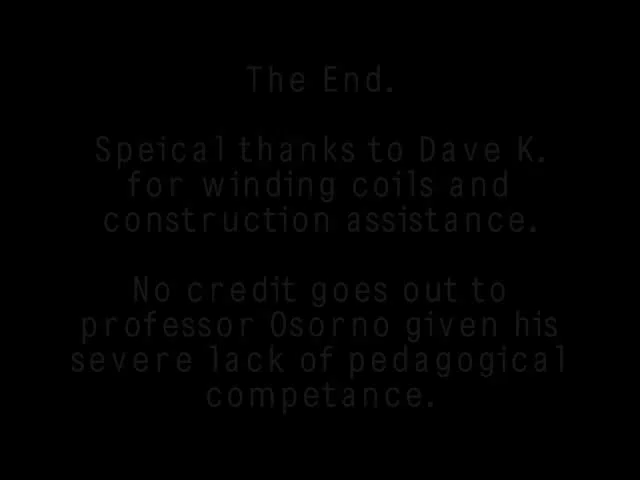 The End.
Speical thanks to Dave K.
for winding coils and
construction assistance.
No credit goes out to
professor Osorno given his
severe lack of pedagogical
competance.